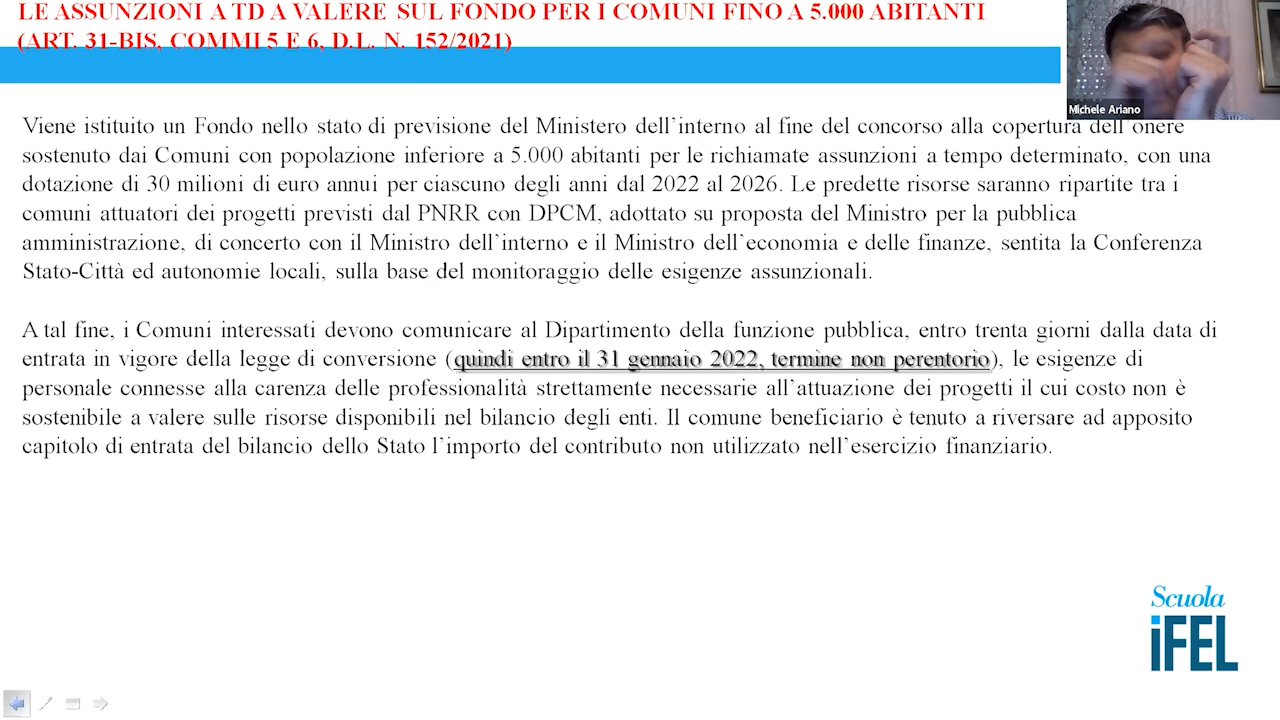 LE ASSUNZIONI A TD A VALERE SUL FONDO PER I COMUNI FINO A 5.000 ABITANTI
(ART. 31-BIS, COMMI 5 E 6, D.L. N. 152/2021)
Michele Ariano
Viene istituito un Fondo nello stato di previsione del Ministero dell'interno al fine del concorso alla copertura dell'onere
sostenuto dai Comuni con popolazione inferiore a 5.000 abitanti per le richiamate assunzioni a tempo determinato, con una
dotazione di 30 milioni di euro annui per ciascuno degli anni dal 2022 al 2026. Le predette risorse saranno ripartite tra i
comuni attuatori dei progetti previsti dal PNRR con DPCM, adottato su proposta del Ministro per la pubblica
amministrazione, di concerto con il Ministro dell'interno e il Ministro dell'economia e delle finanze, sentita la Conferenza
Stato-Città ed autonomie locali, sulla base del monitoraggio delle esigenze assunzionali.
A tal fine, i Comuni interessati devono comunicare al Dipartimento della funzione pubblica, entro trenta giorni dalla data di
entrata in vigore della legge di conversione (quindi entro il 31 gennaio 2022, termine non perentorio), le esigenze di
personale connesse alla carenza delle professionalità strettamente necessarie all'attuazione dei progetti il cui costo non è
sostenibile a valere sulle risorse disponibili nel bilancio degli enti. Il comune beneficiario è tenuto a riversare ad apposito
capitolo di entrata del bilancio dello Stato l'importo del contributo non utilizzato nell'esercizio finanziario.
Scuola
iFEL